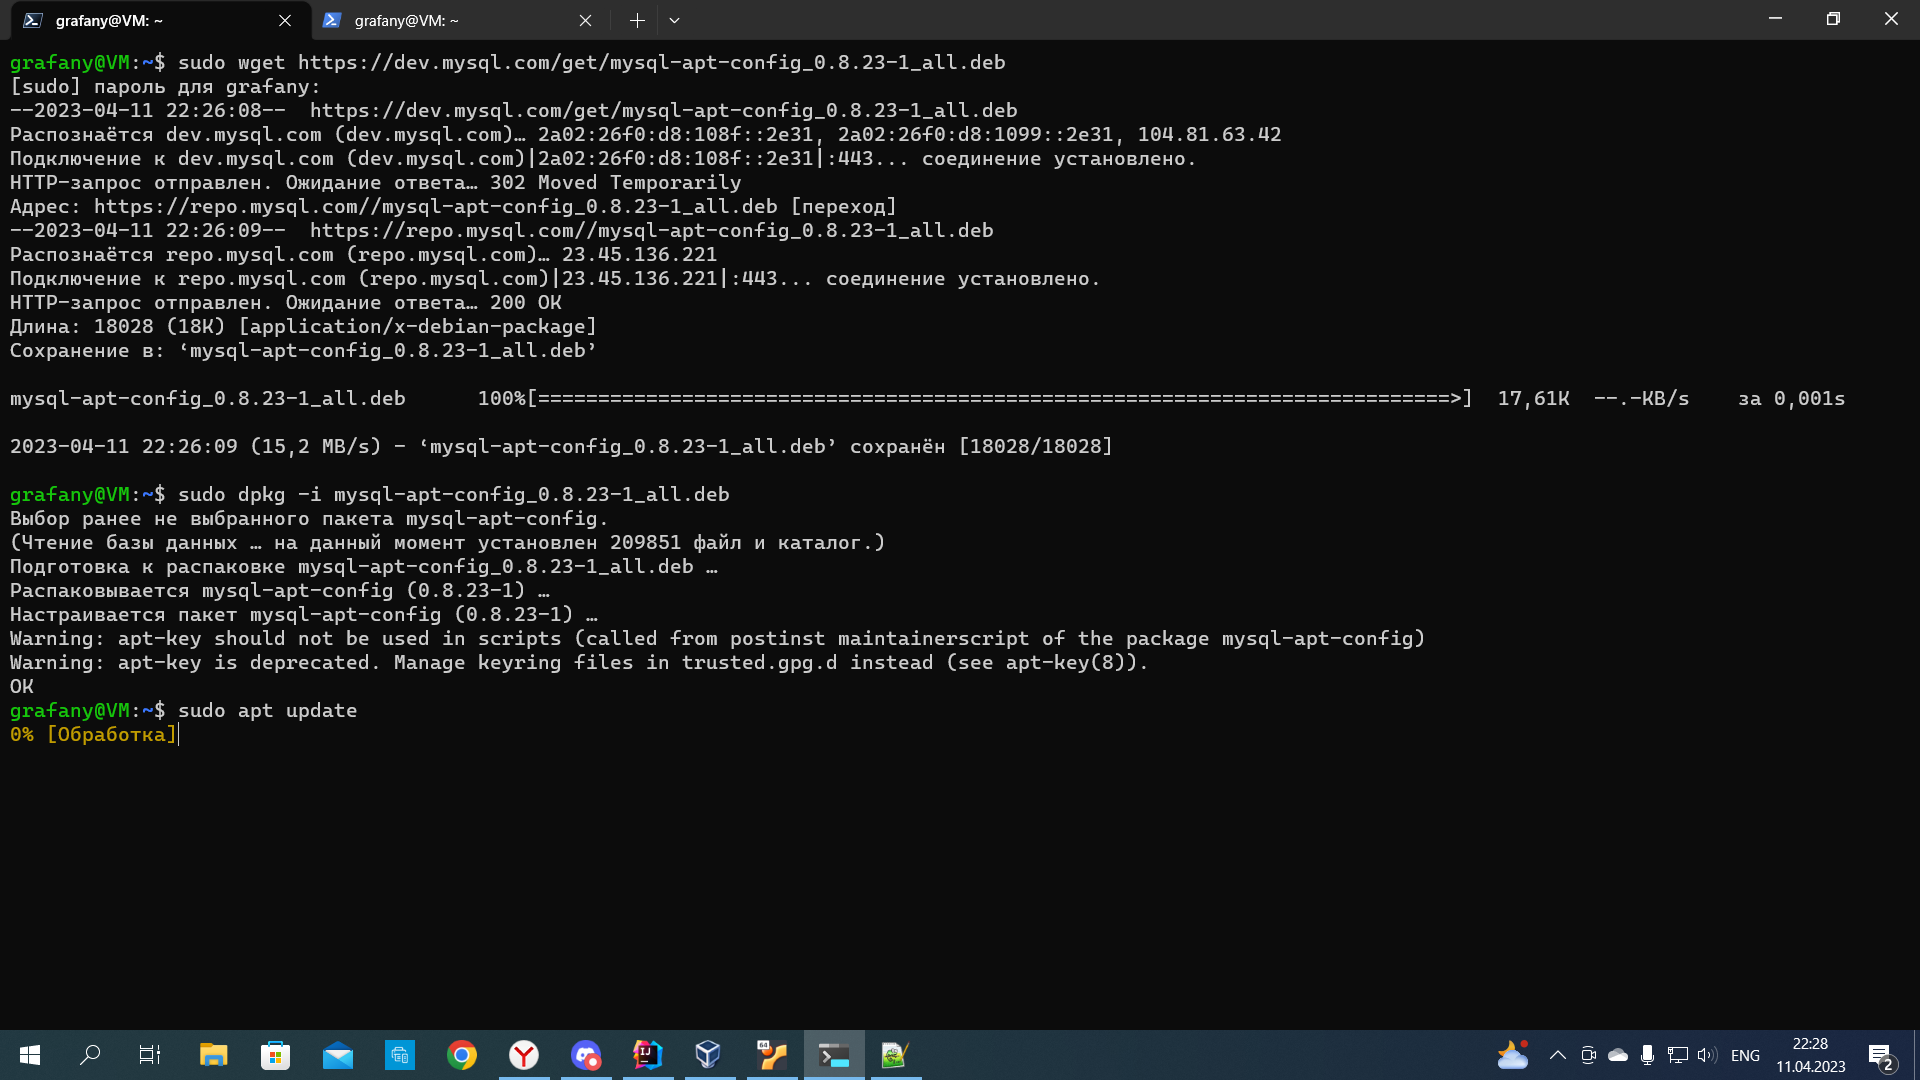 grafany@VM: ~
grafany@VM: ~
grafany@VM:~$ sudo wget https://dev.mysql.com/get/mysql-apt-config_0.8.23-1_all.deb
[sudo] пароль для grafany:
--2023-04-11 22:26:08--  https://dev.mysql.com/get/mysql-apt-config_0.8.23-1_all.deb
Распознаётся dev.mysql.com (dev.mysql.com)… 2a02:26f0:d8:108f::2e31, 2a02:26f0:d8:1099::2e31, 104.81.63.42
Подключение к dev.mysql.com (dev.mysql.com)|2a02:26f0:d8:108f::2e31|:443... соединение установлено.
HTTP-запрос отправлен. Ожидание ответа… 302 Moved Temporarily
Адрес: https://repo.mysql.com//mysql-apt-config_0.8.23-1_all.deb [переход]
--2023-04-11 22:26:09--  https://repo.mysql.com//mysql-apt-config_0.8.23-1_all.deb
Распознаётся repo.mysql.com (repo.mysql.com)… 23.45.136.221
Подключение к repo.mysql.com (repo.mysql.com)|23.45.136.221|:443... соединение установлено.
HTTP-запрос отправлен. Ожидание ответа… 200 OK
Длина: 18028 (18K) [application/x-debian-package]
Сохранение в: ‘mysql-apt-config_0.8.23-1_all.deb’
mysql-apt-config_0.8.23-1_all.deb      100%[============================================================================>]  17,61K  --.-KB/s    за 0,001s
2023-04-11 22:26:09 (15,2 MB/s) - ‘mysql-apt-config_0.8.23-1_all.deb’ сохранён [18028/18028]
grafany@VM:~$ sudo dpkg -i mysql-apt-config_0.8.23-1_all.deb
Выбор ранее не выбранного пакета mysql-apt-config.
(Чтение базы данных … на данный момент установлен 209851 файл и каталог.)
Подготовка к распаковке mysql-apt-config_0.8.23-1_all.deb …
Распаковывается mysql-apt-config (0.8.23-1) …
Настраивается пакет mysql-apt-config (0.8.23-1) …
Warning: apt-key should not be used in scripts (called from postinst maintainerscript of the package mysql-apt-config)
Warning: apt-key is deprecated. Manage keyring files in trusted.gpg.d instead (see apt-key(8)).
OK
grafany@VM:~$ sudo apt update
0% [Обработка]
ENG
22:28
11.04.2023
2